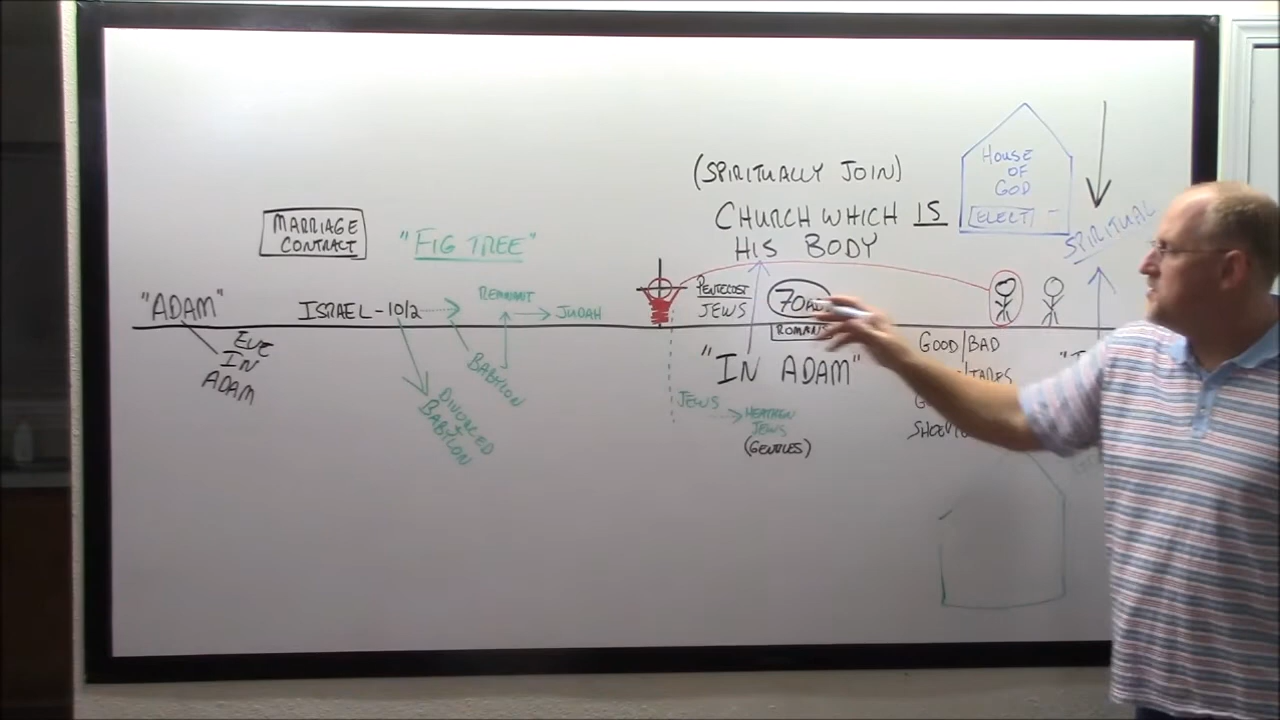 MARRIAGE
CONTRACT
"FIG TREE"
"ADAM"
EVE
IN
ADAM
ISRAEL - 10/2
DIVORCED
BABYLON
BABYLON
REMNANT
JUDAH
(SPIRITUALLY JOIN)
CHURCH WHICH IS
HIS BODY
PENTECOST
JEWS
70AD
ROMANS
"IN ADAM"
JEWS
HEATHEN
JEWS
(GENTILES)
HOUSE
OF
GOD
ELECT
SPIRITUAL
GOOD/BAD
TARES